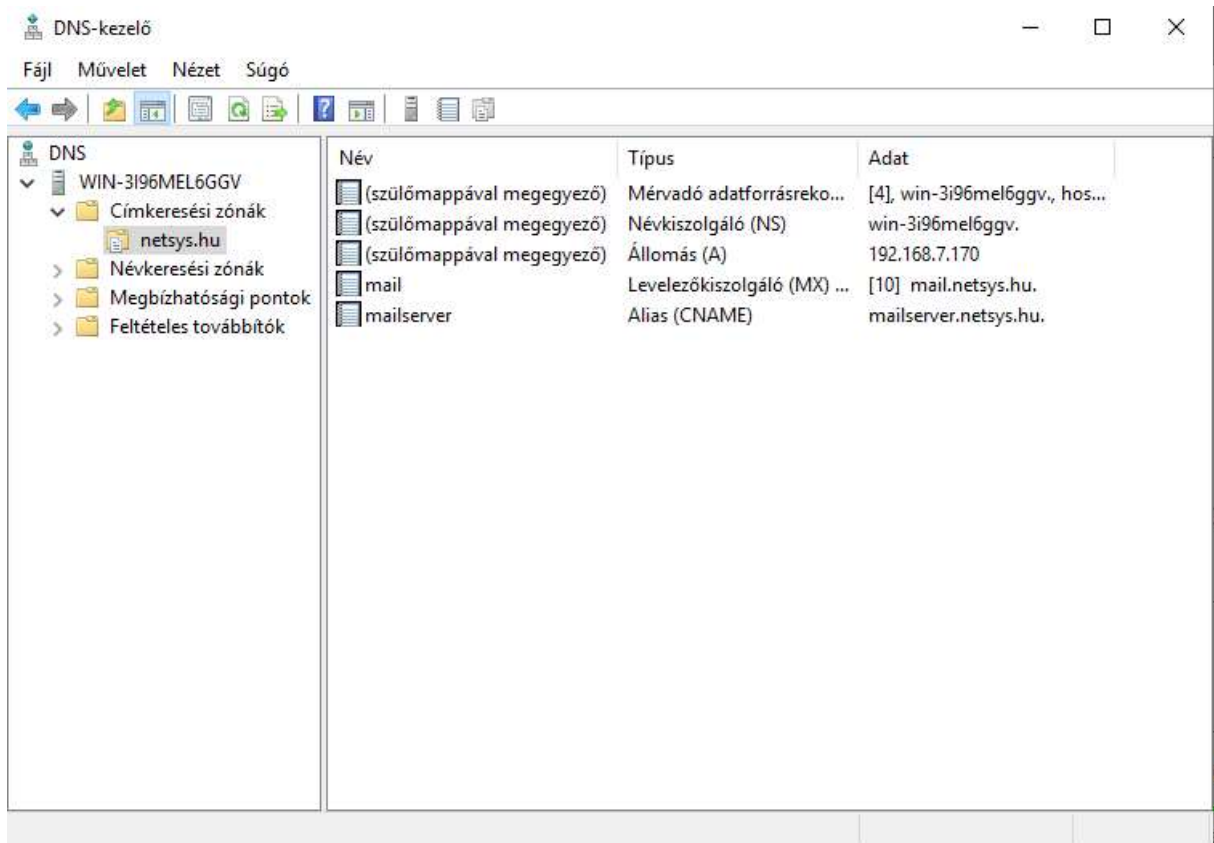 DNS-kezelő
Fájl Művelet Nézet Súgó
DNS
WIN-3I96MEL6GGV
Címkeresési zónák
netsys.hu
Névkeresési zónák
Megbízhatósági pontok
Feltételes továbbítók
Név Típus Adat
(szülőmappával megegyező) Mérvadó adatforrásreko... [4], win-3i96mel6ggv., hos...
(szülőmappával megegyező) Névkiszolgáló (NS) win-3i96mel6ggv.
(szülőmappával megegyező) Állomás (A) 192.168.7.170
mail Levelezőkiszolgáló (MX) ... [10] mail.netsys.hu.
mailserver Alias (CNAME) mailserver.netsys.hu.